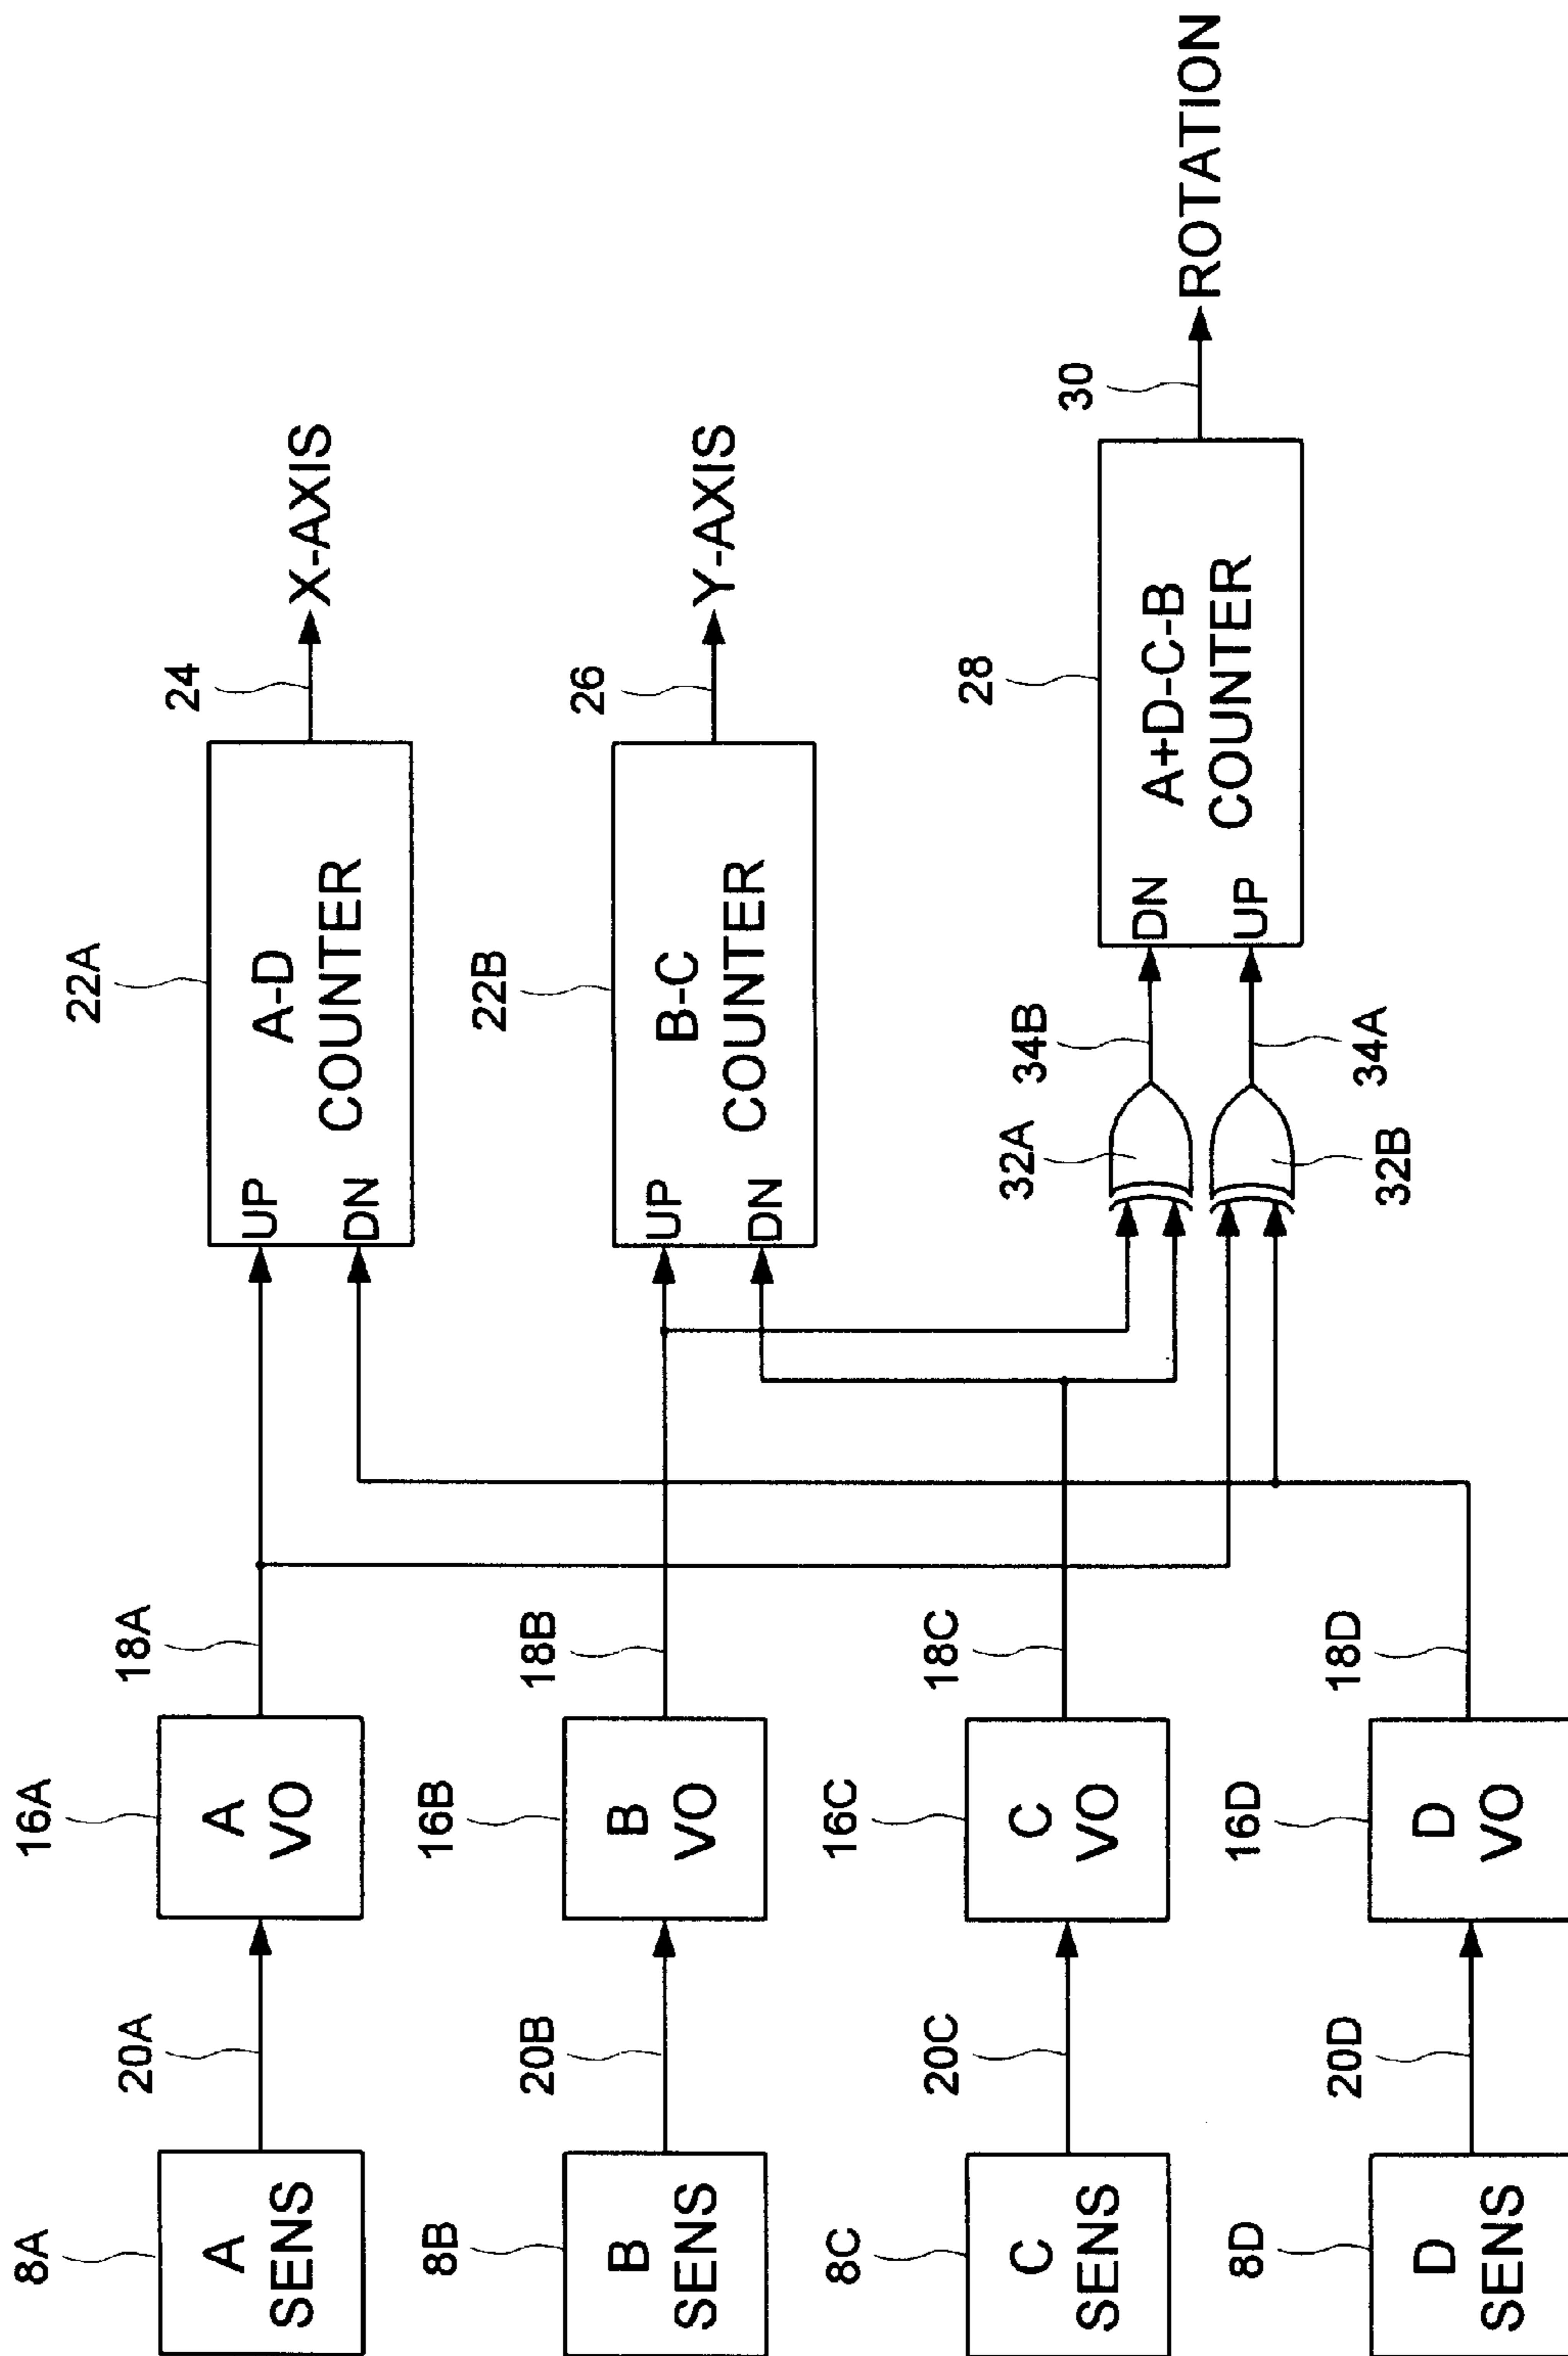 8A
A
SENS
20A
16A
A
VO
18A
22A
UP
DN
A-D
COUNTER
24
X-AXIS
8B
B
SENS
20B
16B
B
VO
18B
22B
UP
DN
B-C
COUNTER
26
Y-AXIS
8C
C
SENS
20C
16C
C
VO
18C
32A
34B
32B
34A
28
DN
UP
A+D-C-B
COUNTER
30
ROTATION
8D
D
SENS
20D
16D
D
VO
18D